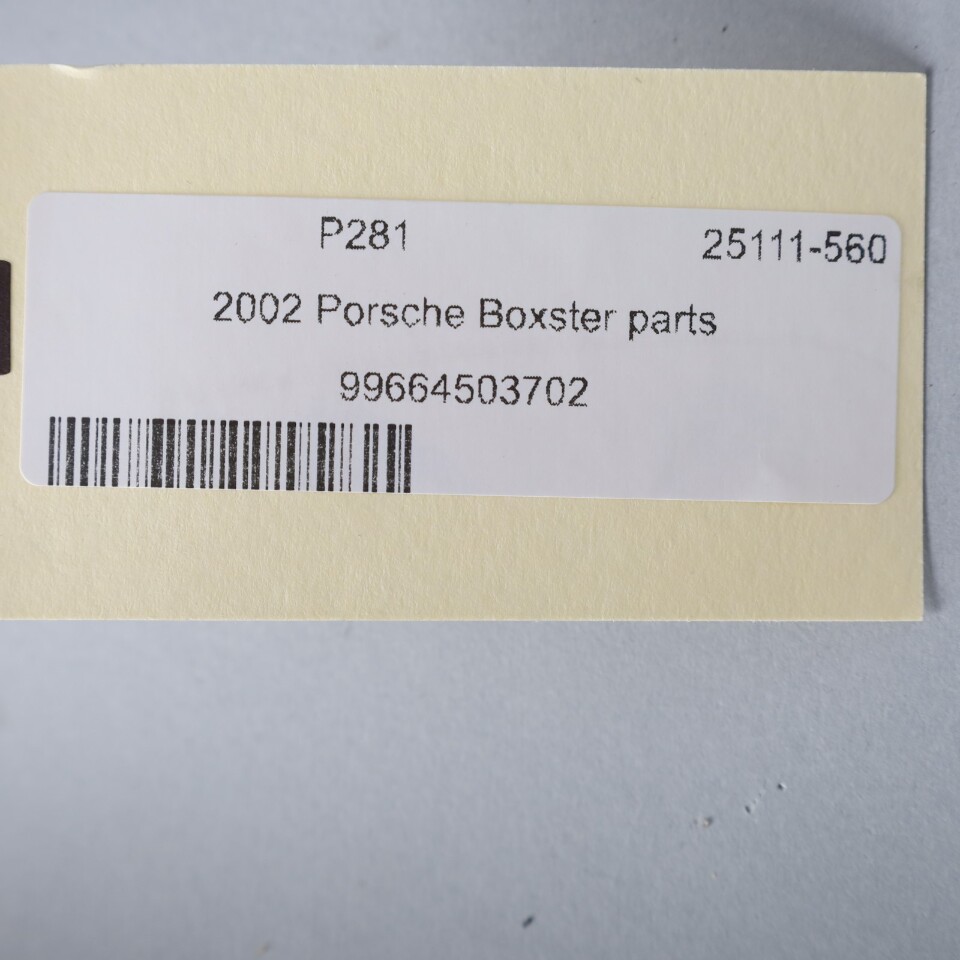 P281 25111-560
2002 Porsche Boxster parts
99664503702